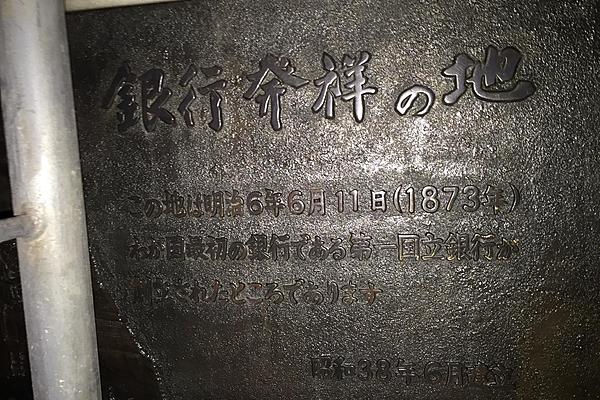 銀行発祥の地
この地は明治6年6月11日(1873年)
わが国最初の銀行である第一国立銀行が
創立されたところであります
昭和38年6月建立